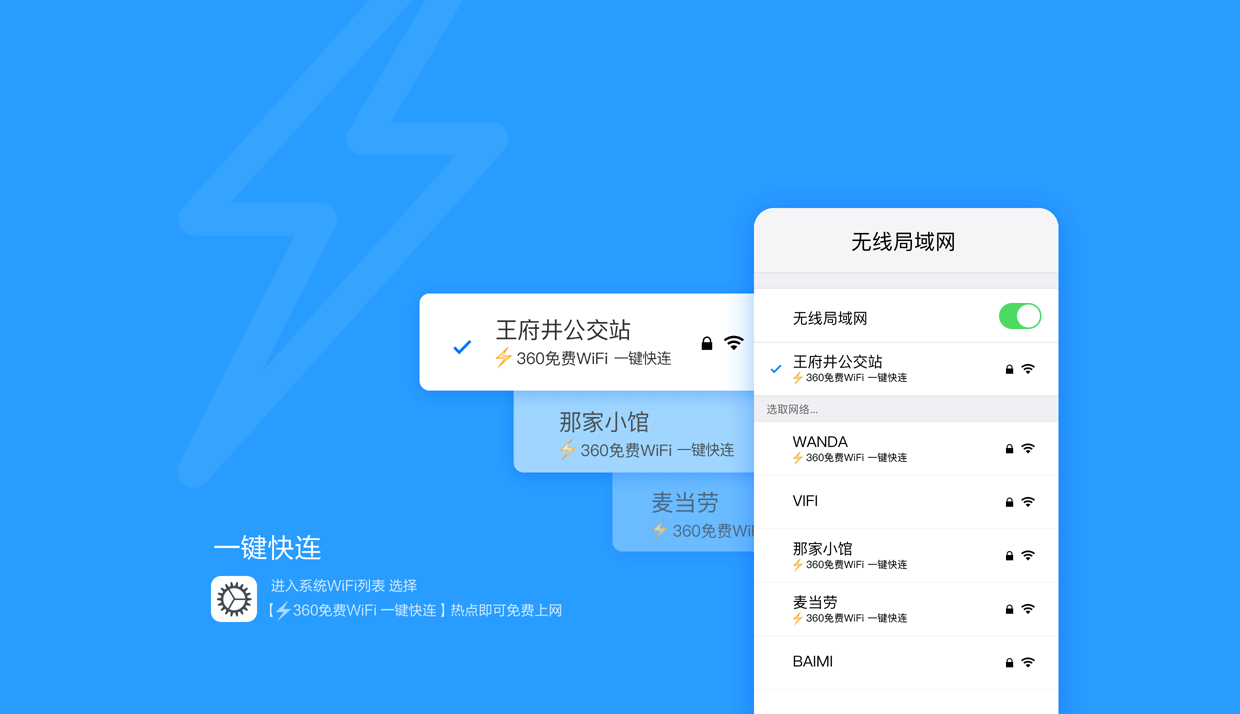 王府井公交站
⚡360免费WiFi 一键快连
那家小馆
⚡360免费WiFi 一键快连
麦当劳
⚡360免费Wi
一键快连
进入系统WiFi列表 选择
【⚡360免费WiFi 一键快连】热点即可免费上网
无线局域网
无线局域网
王府井公交站
⚡360免费WiFi 一键快连
选取网络...
WANDA
⚡360免费WiFi 一键快连
VIFI
那家小馆
⚡360免费WiFi 一键快连
麦当劳
⚡360免费WiFi 一键快连
BAIMI